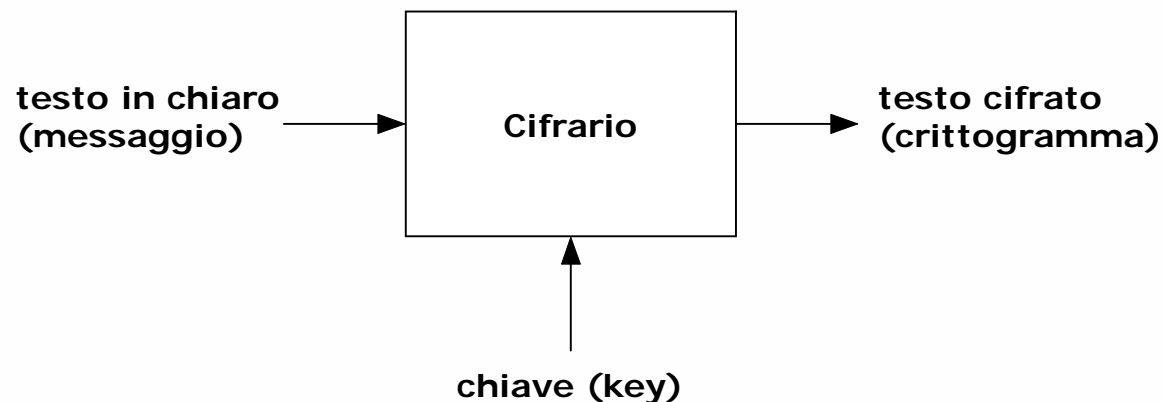 testo in chiaro
(messaggio)
Cifrario
testo cifrato
(crittogramma)
chiave (key)